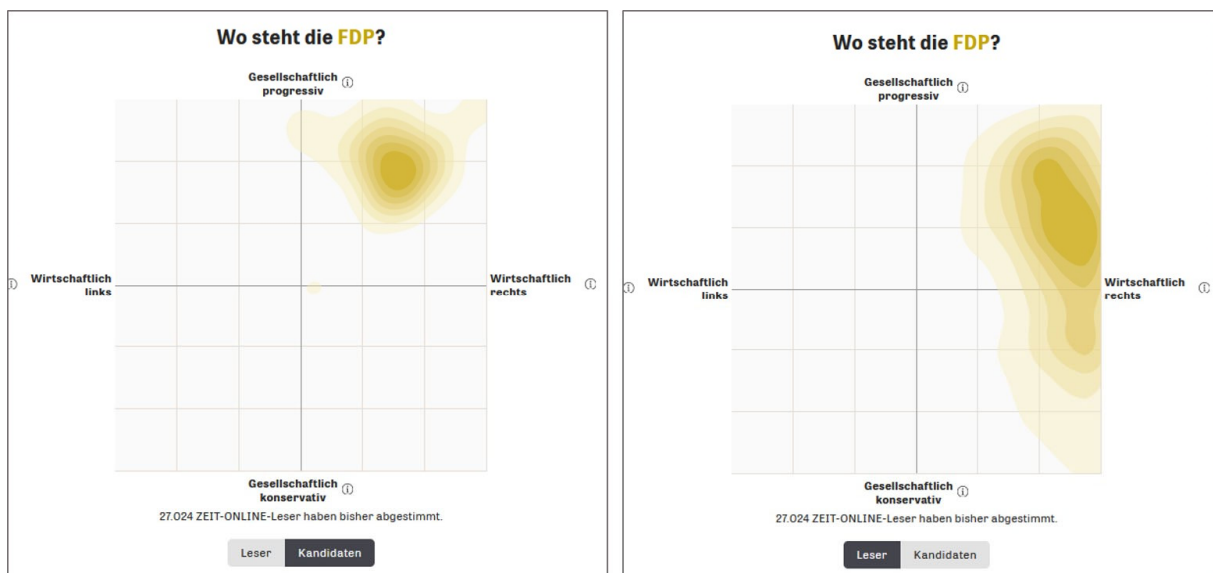 Wo steht die FDP?
Gesellschaftlich
progressiv
Wirtschaftlich
links
Wirtschaftlich
rechts
Gesellschaftlich
konservativ
27.024 ZEIT-ONLINE-Leser haben bisher abgestimmt.
Leser Kandidaten
Wo steht die FDP?
Gesellschaftlich
progressiv
Wirtschaftlich
links
Wirtschaftlich
rechts
Gesellschaftlich
konservativ
27.024 ZEIT-ONLINE-Leser haben bisher abgestimmt.
Leser Kandidaten